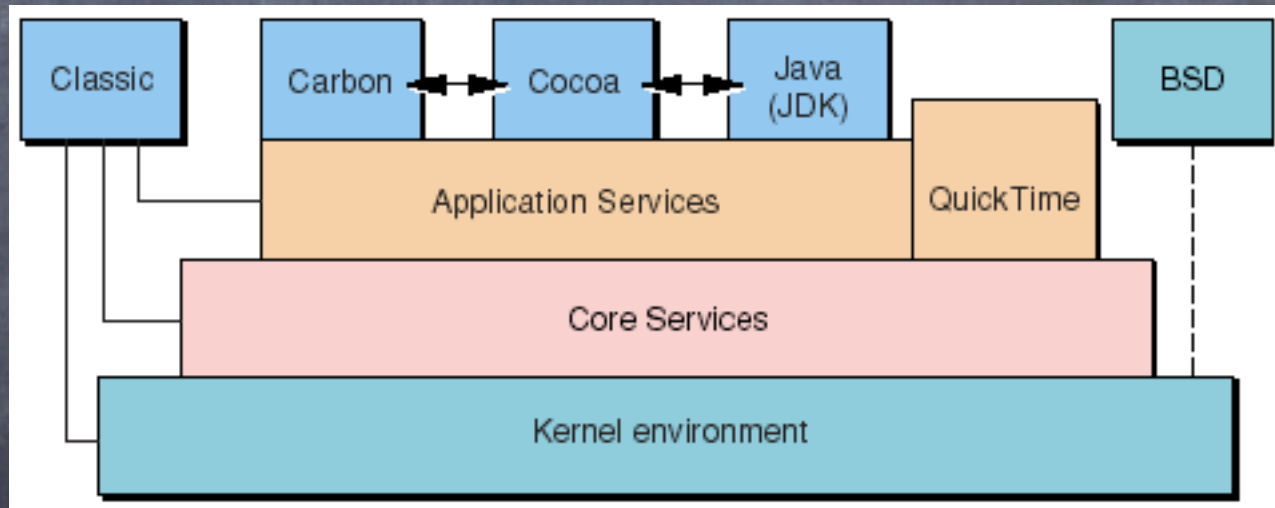 Classic
Carbon
Cocoa
Java
(JDK)
BSD
Application Services
QuickTime
Core Services
Kernel environment